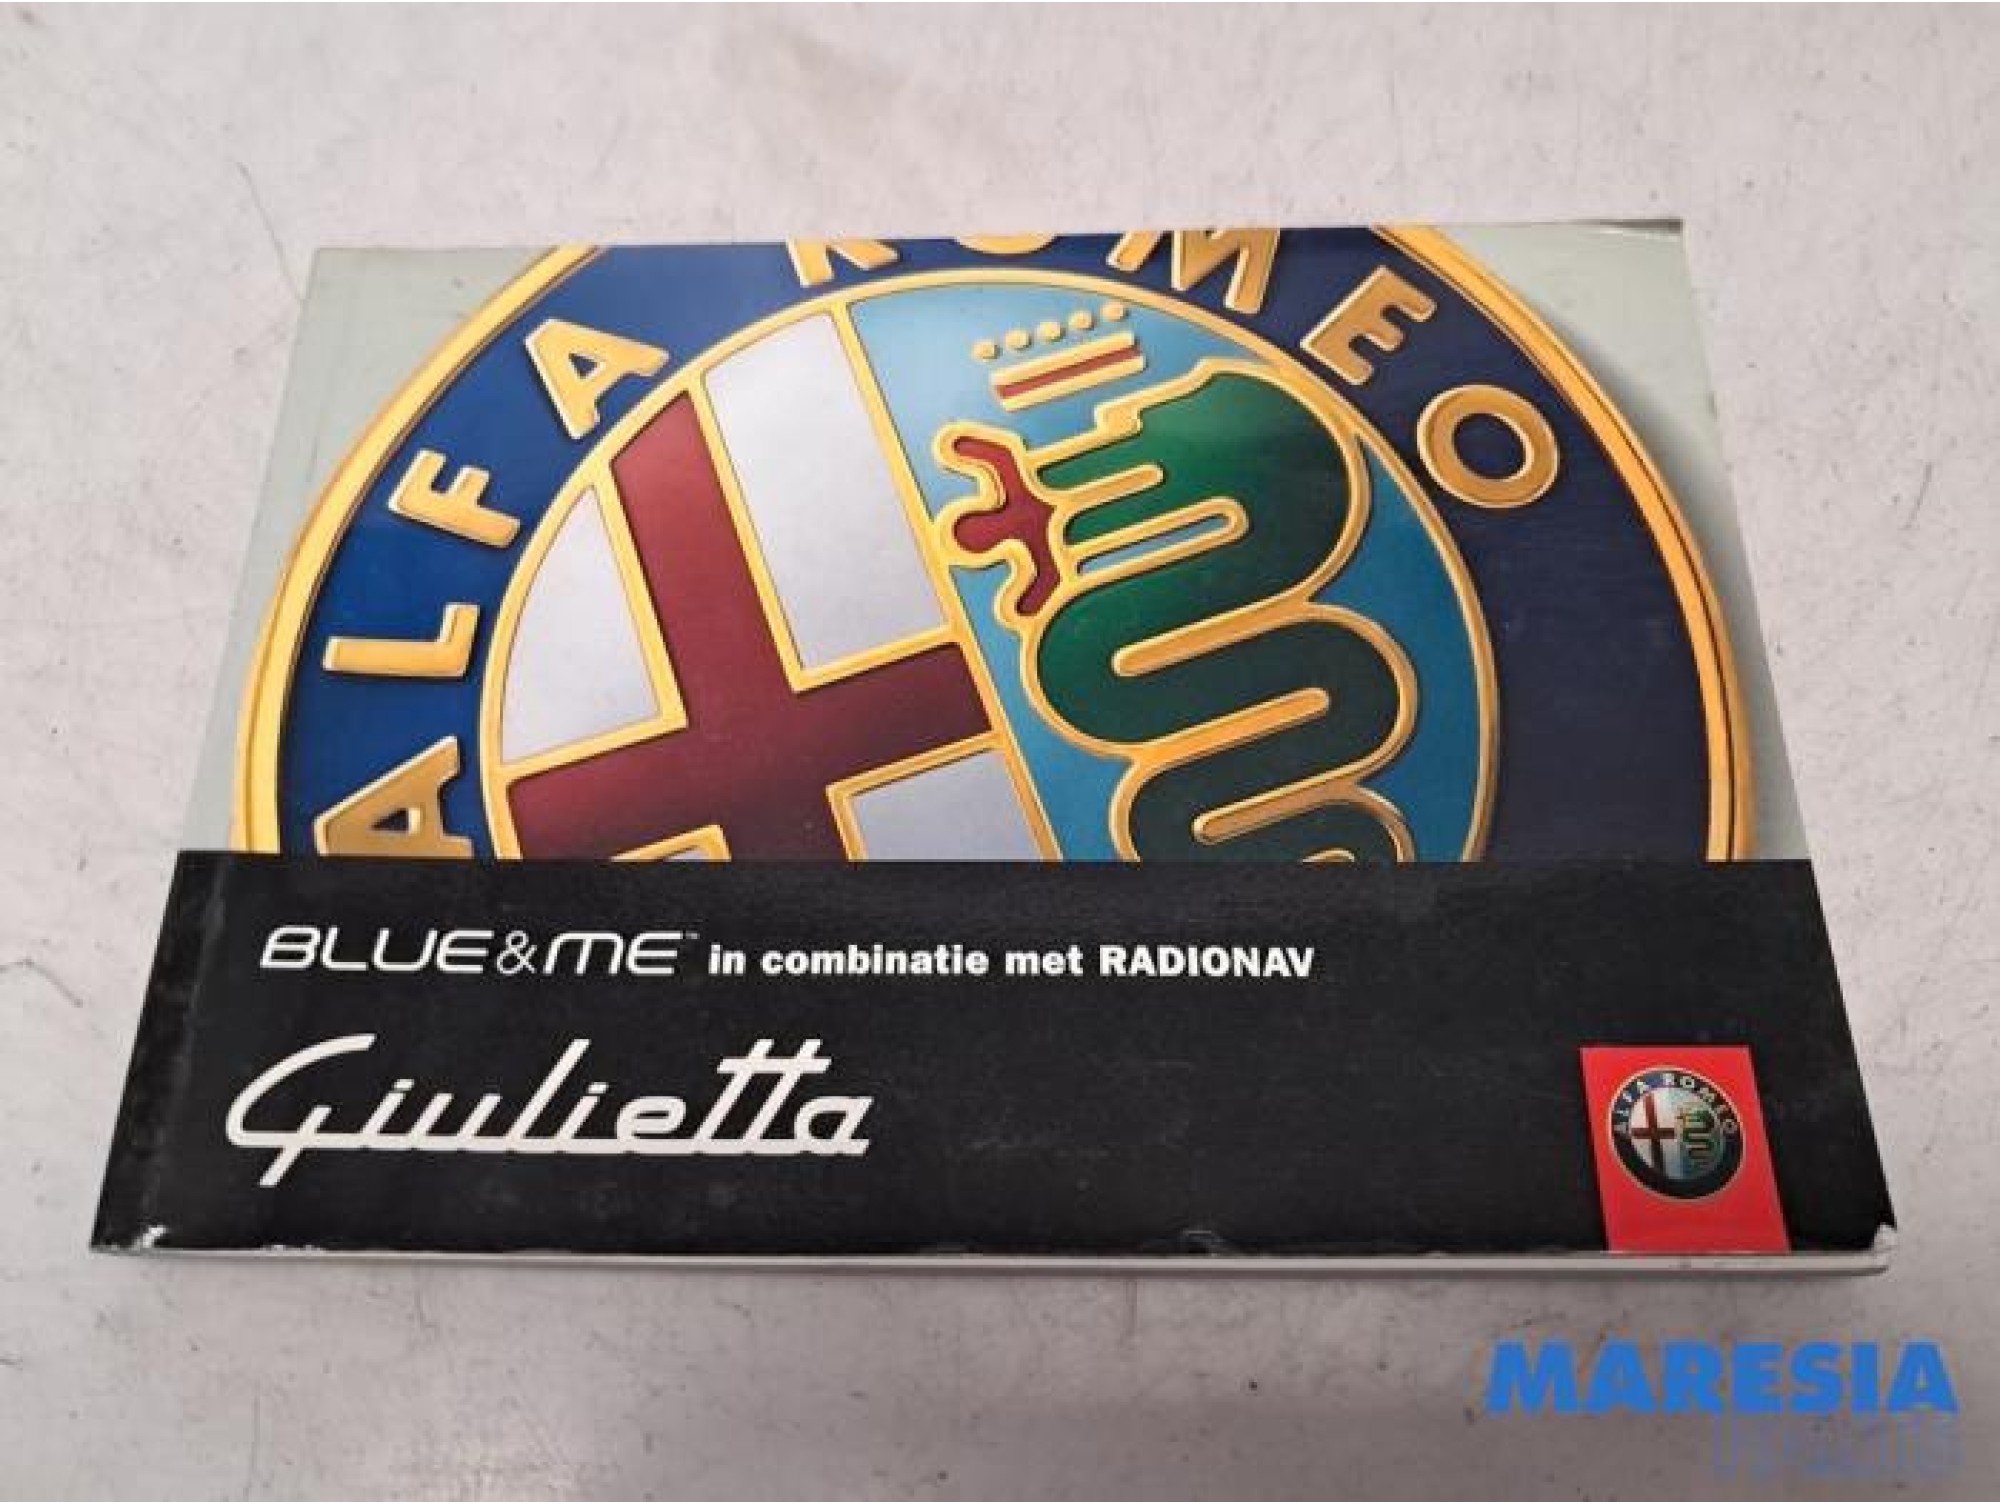 ALFA ROMEO
BLUE&ME™ in combinatie met RADIONAV
Giulietta
ALFA ROMEO
MARESIA